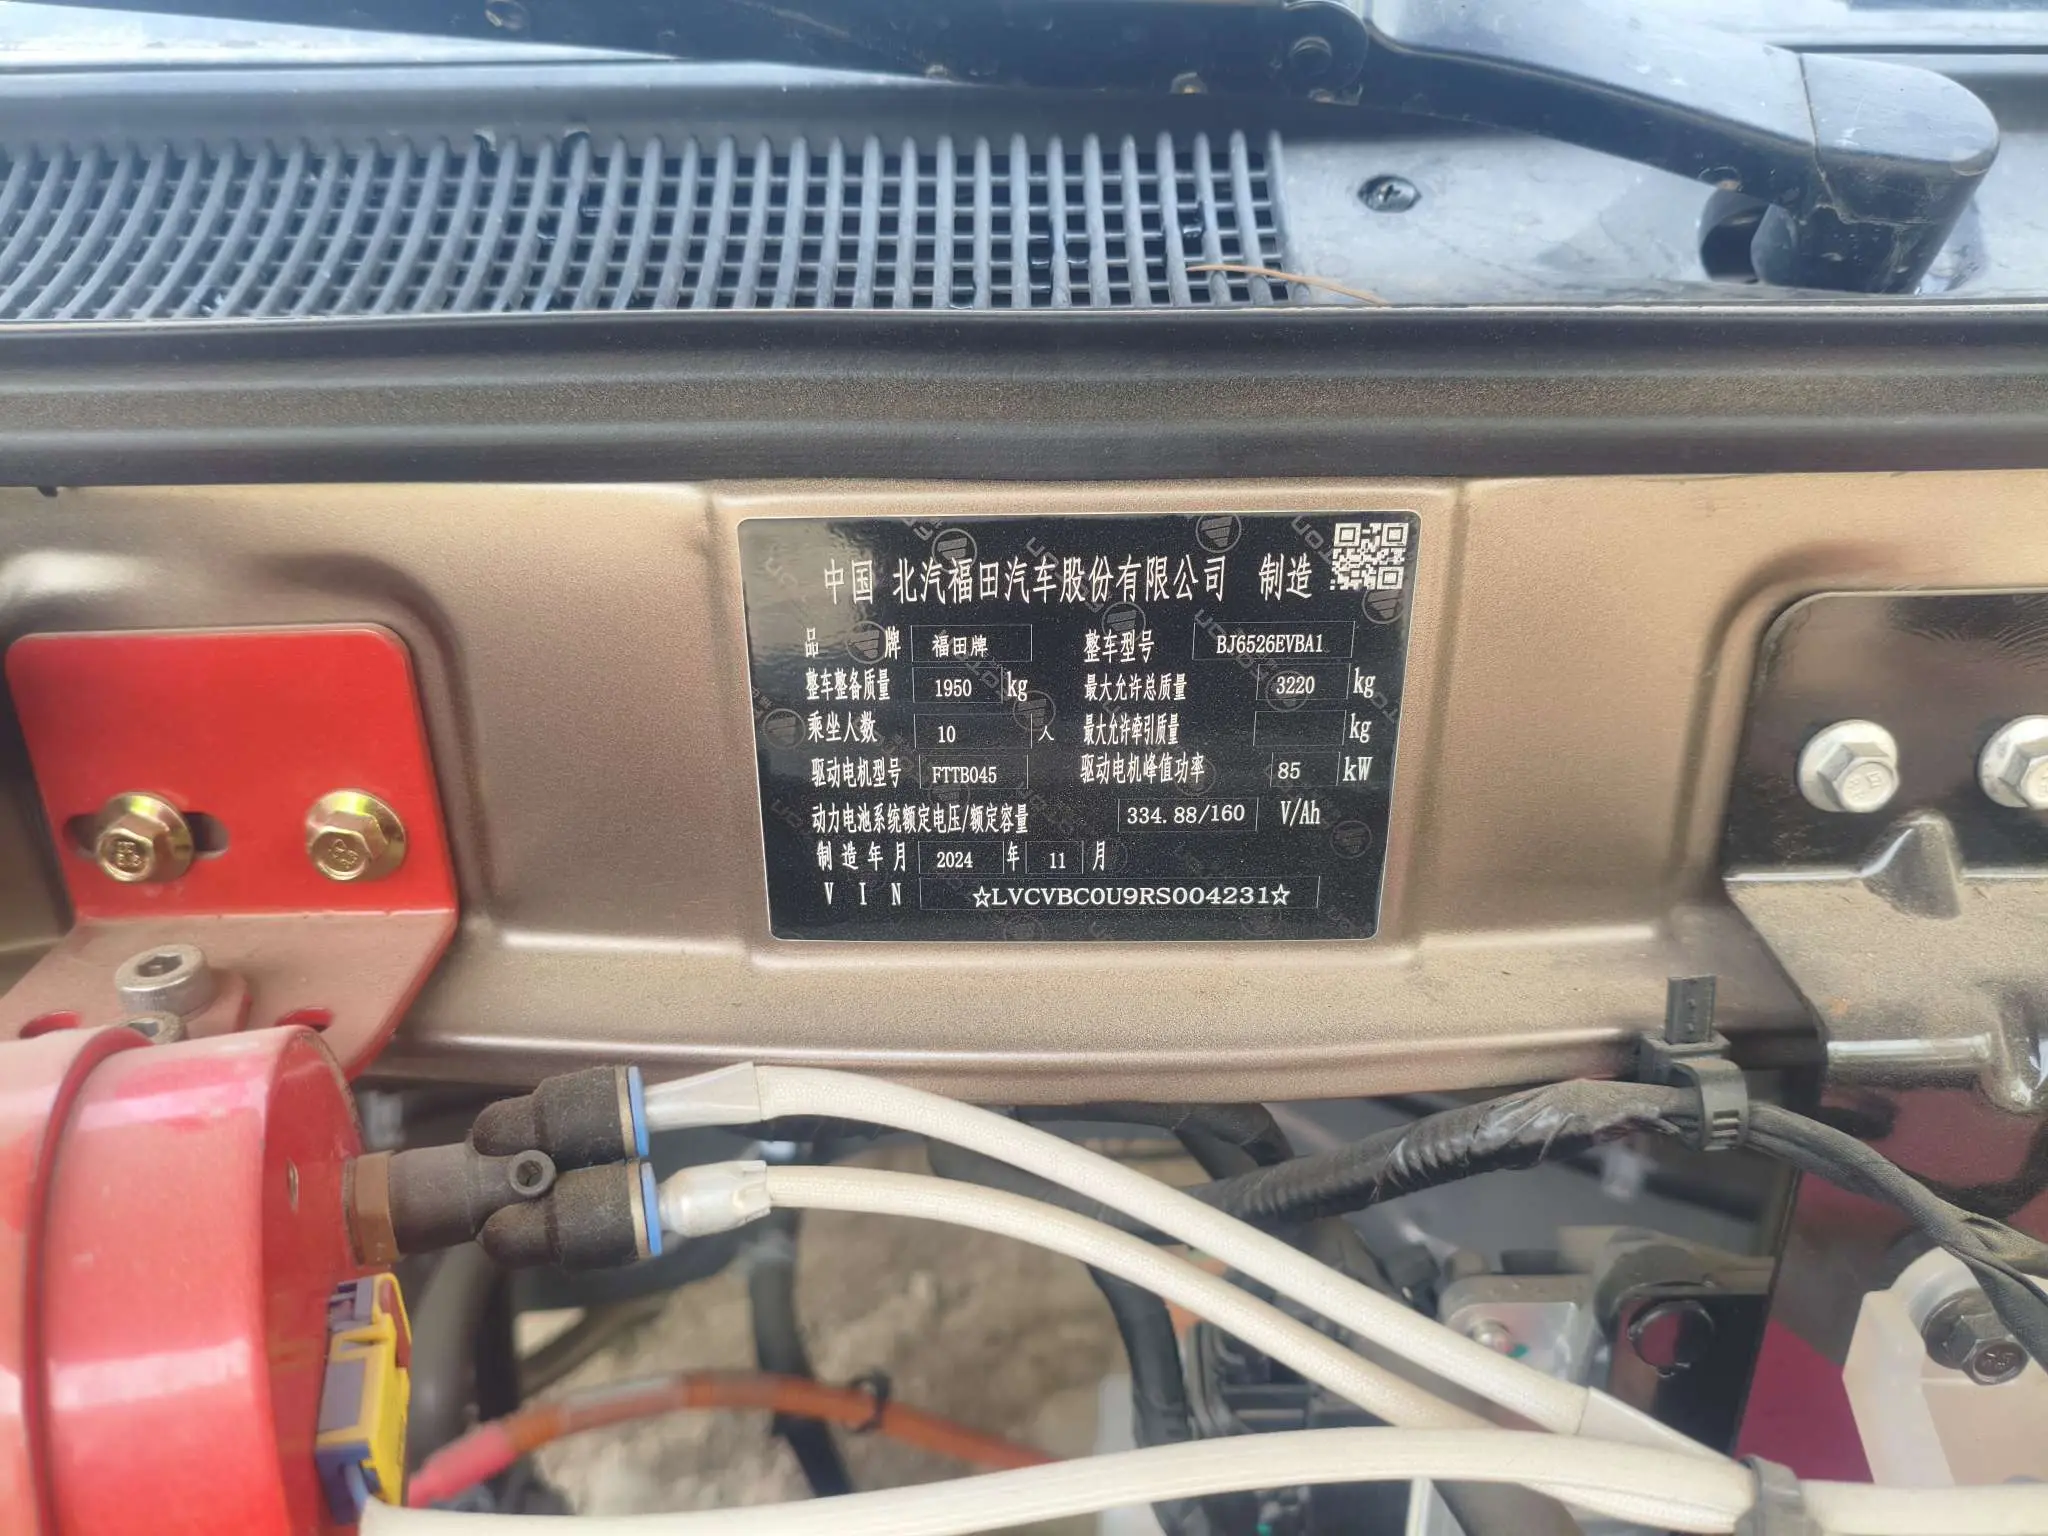 中国 北汽福田汽车股份有限公司 制造
品牌 福田牌 整车型号 BJ6526EVBA1
整车整备质量 1950 kg 最大允许总质量 3220 kg
乘坐人数 10 人 最大允许牵引质量 kg
驱动电机型号 FTTB045 驱动电机峰值功率 85 kW
动力电池系统额定电压/额定容量 334.88/160 V/Ah
制造年月 2024 年 11 月
VIN ☆LVCVBC0U9RS004231☆